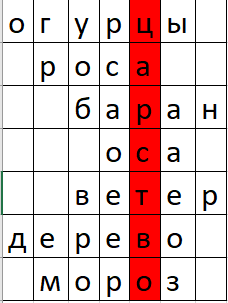 огурцы
роса
баран
оса
ветер
дерево
мороз